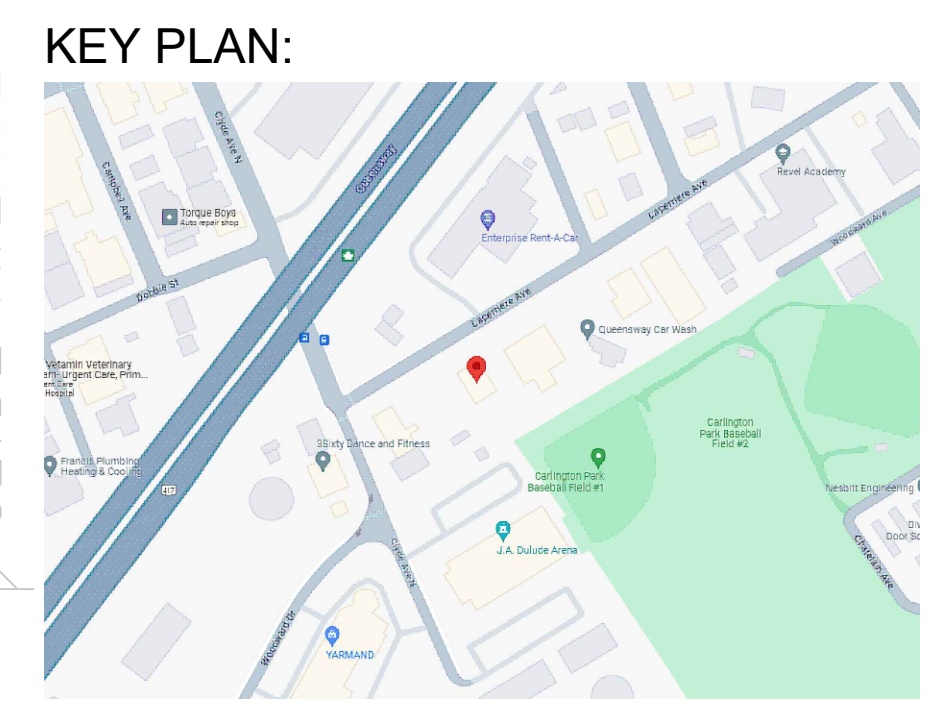 KEY PLAN:
Clyde Ave N
Queensway
Campbell Ave
Torque Boys
Auto repair shop
Revel Academy
Laperriere Ave
Woodward Ave
Enterprise Rent-A-Car
Dobbie St
Laperriere Ave
Queensway Car Wash
Vetamin Veterinary
Urgent Care, Prim...
Hospital
3Sixty Dance and Fitness
Carlington
Park Baseball
Field #2
Francis Plumbing
Heating & Cooling
417
Carlington Park
Baseball Field #1
Nesbitt Engineering
J.A. Dulude Arena
Clyde Ave N
Door
Chatelain Ave
Woodward Dr
YARMAND